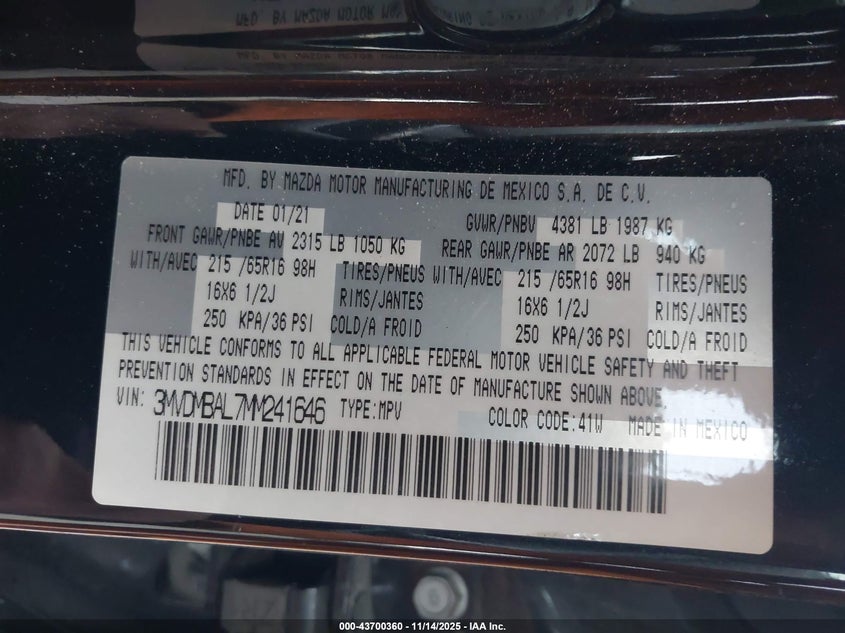 MFD. BY MAZDA MOTOR
MFD. BY MAZDA MOTOR MANUFACTURING DE MEXICO S.A. DE C.V.
DATE 01/21 GVWR/PNBV 4381 LB 1987 KG
FRONT GAWR/PNBE AV 2315 LB 1050 KG REAR GAWR/PNBE AR 2072 LB 940 KG
WITH/AVEC 215 /65R16 98H TIRES/PNEUS WITH/AVEC 215 /65R16 98H TIRES/PNEUS
16X6 1/2J RIMS/JANTES 16X6 1/2J RIMS/JANTES
250 KPA/36 PSI COLD/A FROID 250 KPA/36 PSI COLD/A FROID
THIS VEHICLE CONFORMS TO ALL APPLICABLE FEDERAL MOTOR VEHICLE SAFETY AND THEFT
PREVENTION STANDARDS IN EFFECT ON THE DATE OF MANUFACTURE SHOWN ABOVE.
VIN: 3MVDMBAL7MM241646 TYPE:MPV COLOR CODE:41W MADE IN MEXICO
000-43700360 - 11/14/2025 - IAA Inc.